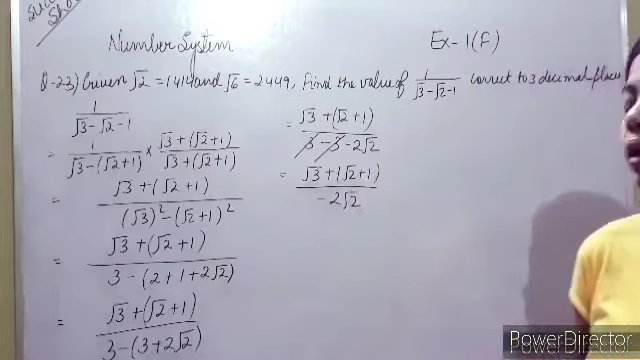 Number System
Ex-1(F)
Q-23) Given √2 = 1.414 and √6 = 2.449, Find the value of 1/(√3-√2-1) correct to 3 decimal place
1/(√3-√2-1)
= 1/(√3-(√2+1)) × (√3+(√2+1))/(√3+(√2+1))
= (√3+(√2+1))/((√3)²-(√2+1)²)
= (√3+(√2+1))/(3-(2+1+2√2))
= (√3+(√2+1))/(3-(3+2√2))
= (√3+(√2+1))/(3-3-2√2)
= (√3+(√2+1))/(-2√2)
PowerDirector